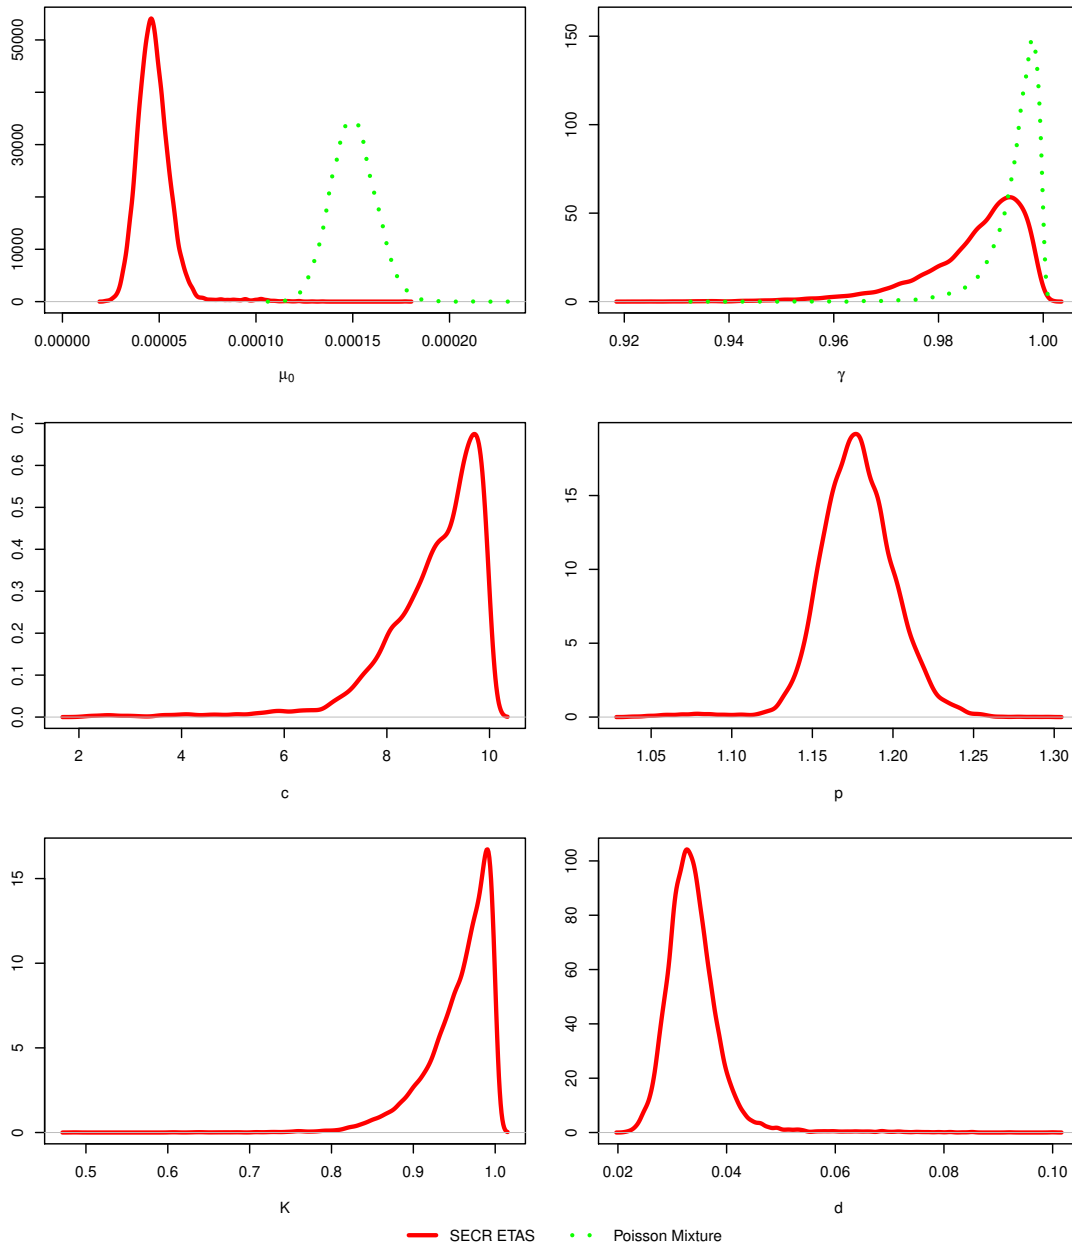 0 10000 30000 50000
0.00000 0.00005 0.00010 0.00015 0.00020
μ0
0 50 100 150
0.92 0.94 0.96 0.98 1.00
γ
0.0 0.1 0.2 0.3 0.4 0.5 0.6 0.7
2 4 6 8 10
c
0 5 10 15
1.05 1.10 1.15 1.20 1.25 1.30
p
0 5 10 15
0.5 0.6 0.7 0.8 0.9 1.0
K
0 20 40 60 80 100
0.02 0.04 0.06 0.08 0.10
d
SECR ETAS Poisson Mixture